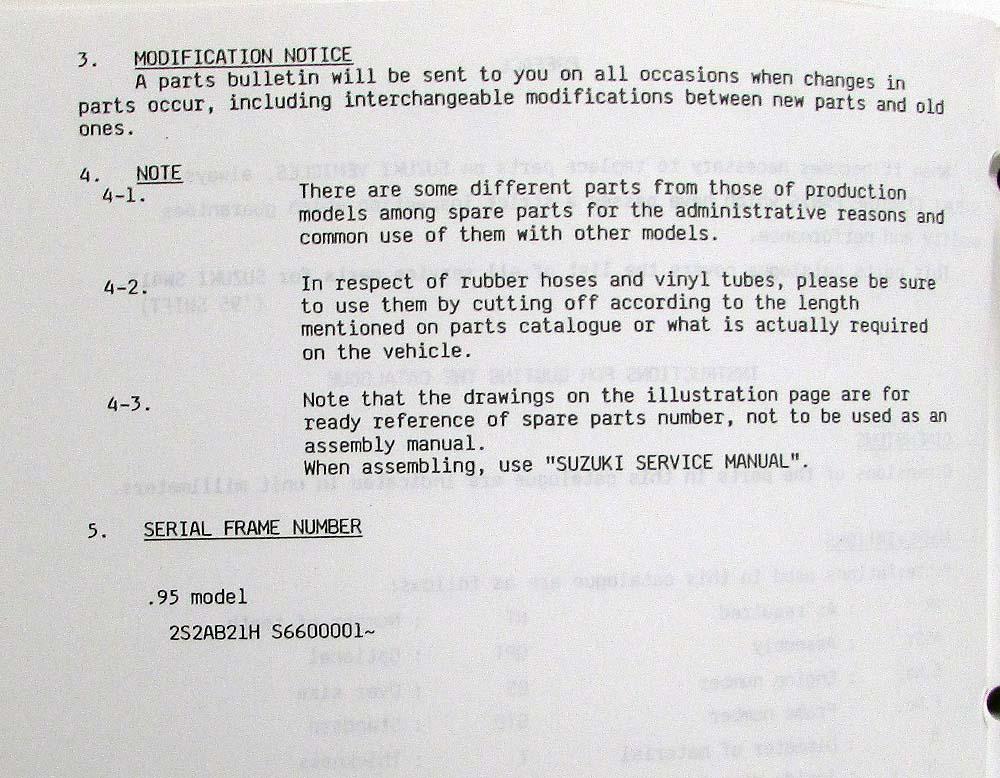 3. MODIFICATION NOTICE
A parts bulletin will be sent to you on all occasions when changes in
parts occur, including interchangeable modifications between new parts and old
ones.
4. NOTE
4-1. There are some different parts from those of production
models among spare parts for the administrative reasons and
common use of them with other models.
4-2. In respect of rubber hoses and vinyl tubes, please be sure
to use them by cutting off according to the length
mentioned on parts catalogue or what is actually required
on the vehicle.
4-3. Note that the drawings on the illustration page are for
ready reference of spare parts number, not to be used as an
assembly manual.
When assembling, use "SUZUKI SERVICE MANUAL".
5. SERIAL FRAME NUMBER
.95 model
2S2AB21H S6600001~